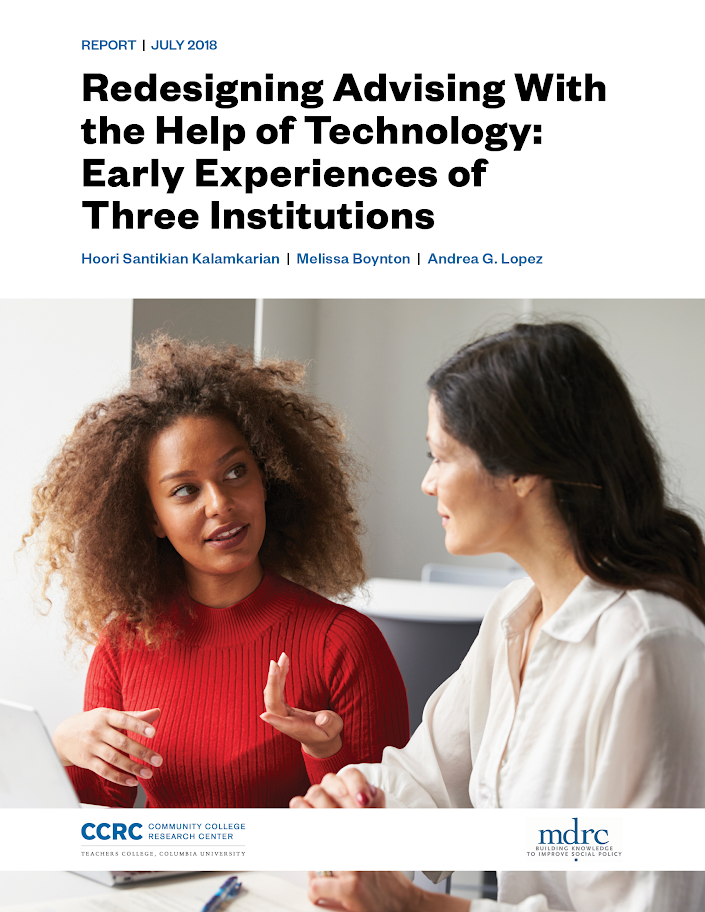 REPORT | JULY 2018
Redesigning Advising With
the Help of Technology:
Early Experiences of
Three Institutions
Hoori Santikian Kalamkarian | Melissa Boynton | Andrea G. Lopez
CCRC COMMUNITY COLLEGE
RESEARCH CENTER
TEACHERS COLLEGE, COLUMBIA UNIVERSITY
mdrc
BUILDING KNOWLEDGE
TO IMPROVE SOCIAL POLICY